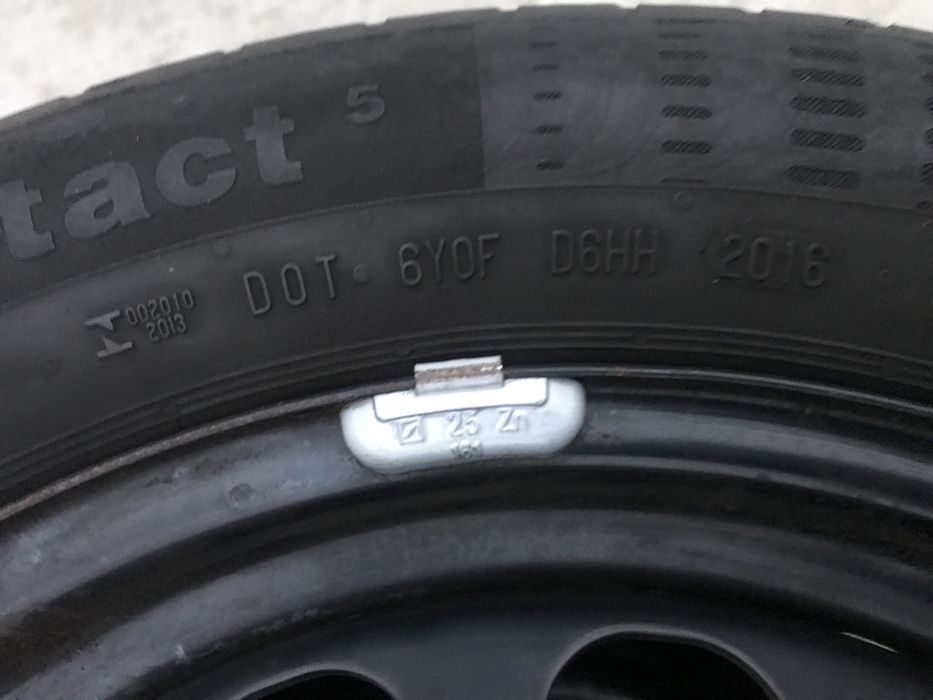 tact 5
002010
2013
DOT 6Y0F D6HH 2016
25 Zn